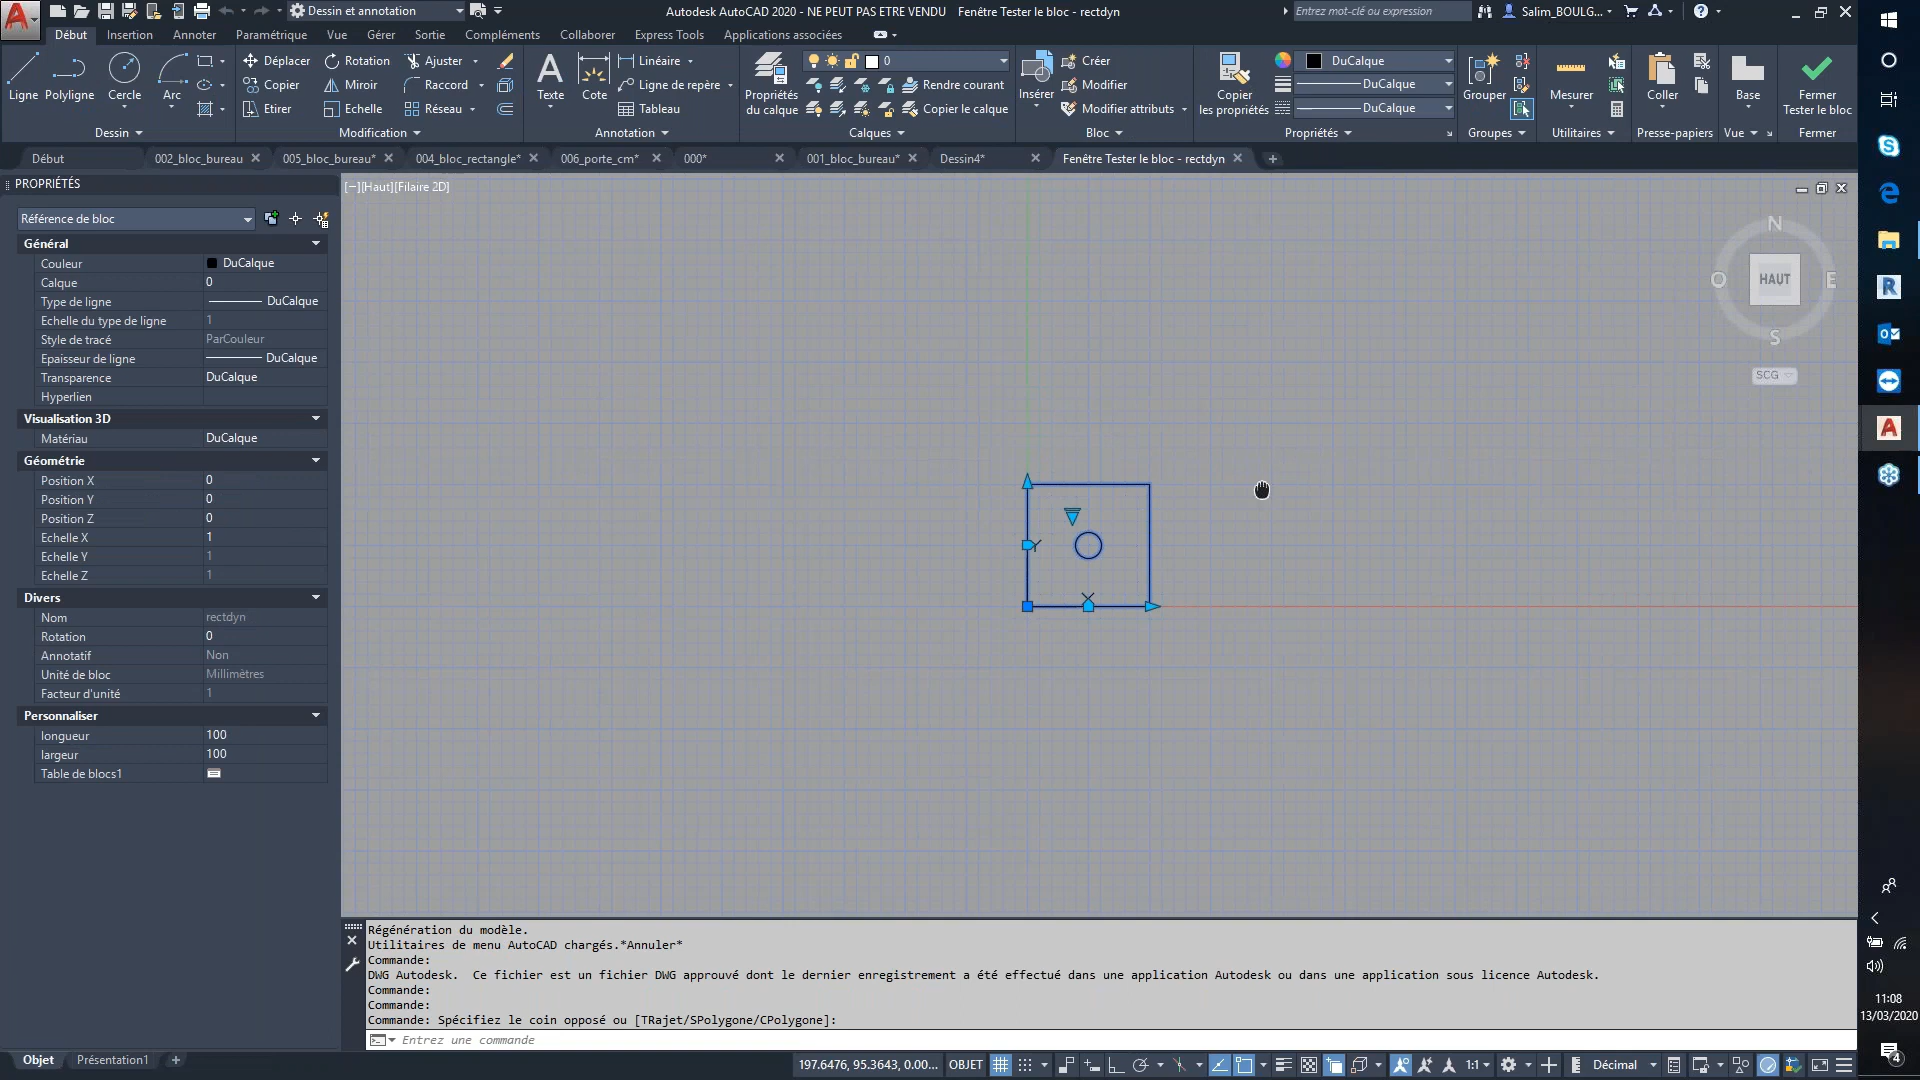 Dessin et annotation
Autodesk AutoCAD 2020 - NE PEUT PAS ETRE VENDU Fenêtre Tester le bloc - rectdyn
Entrez mot-clé ou expression
Salim_BOULG...
Début Insertion Annoter Paramétrique Vue Gérer Sortie Compléments Collaborer Express Tools Applications associées
Ligne Polyligne Cercle Arc
Dessin
Déplacer Rotation Ajuster
Copier Miroir Raccord
Etirer Echelle Réseau
Modification
Texte Cote
Linéaire
Ligne de repère
Tableau
Annotation
Propriétés
du calque
0
Rendre courant
Copier le calque
Calques
Insérer
Créer
Modifier
Modifier attributs
Bloc
Copier
les propriétés
DuCalque
DuCalque
DuCalque
Propriétés
Grouper
Groupes
Mesurer
Utilitaires
Coller
Presse-papiers
Base
Vue
Fermer
Tester le bloc
Fermer
Début 002_bloc_bureau 005_bloc_bureau* 004_bloc_rectangle* 006_porte_cm* 000* 001_bloc_bureau* Dessin4* Fenêtre Tester le bloc - rectdyn
PROPRIÉTÉS
Référence de bloc
Général
Couleur DuCalque
Calque 0
Type de ligne DuCalque
Echelle du type de ligne 1
Style de tracé ParCouleur
Epaisseur de ligne DuCalque
Transparence DuCalque
Hyperlien
Visualisation 3D
Matériau DuCalque
Géométrie
Position X 0
Position Y 0
Position Z 0
Echelle X 1
Echelle Y 1
Echelle Z 1
Divers
Nom rectdyn
Rotation 0
Annotatif Non
Unité de bloc Millimètres
Facteur d'unité 1
Personnaliser
longueur 100
largeur 100
Table de blocs1
[−][Haut][Filaire 2D]
N
O HAUT E
S
SCG
Y
X
Régénération du modèle.
Utilitaires de menu AutoCAD chargés.*Annuler*
Commande:
DWG Autodesk. Ce fichier est un fichier DWG approuvé dont le dernier enregistrement a été effectué dans une application Autodesk ou dans une application sous licence Autodesk.
Commande:
Commande:
Commande: Spécifiez le coin opposé ou [TRajet/SPolygone/CPolygone]:
Entrez une commande
Objet Présentation1 +
197.6476, 95.3643, 0.00... OBJET 1:1 Décimal
11:08
13/03/2020
4